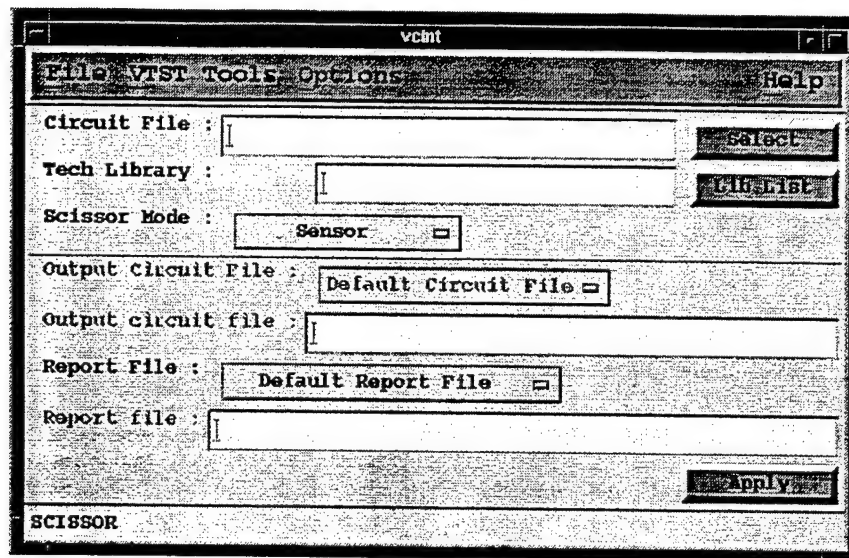 vcint
File VTST Tools Options Help
Circuit File : Select
Tech Library : Lib List
Scissor Mode : Sensor
Output Circuit File : Default Circuit File
Output circuit file :
Report File : Default Report File
Report file :
Apply
SCISSOR